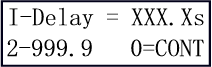 I-Delay = XXX.Xs
2-999.9 0=CONT